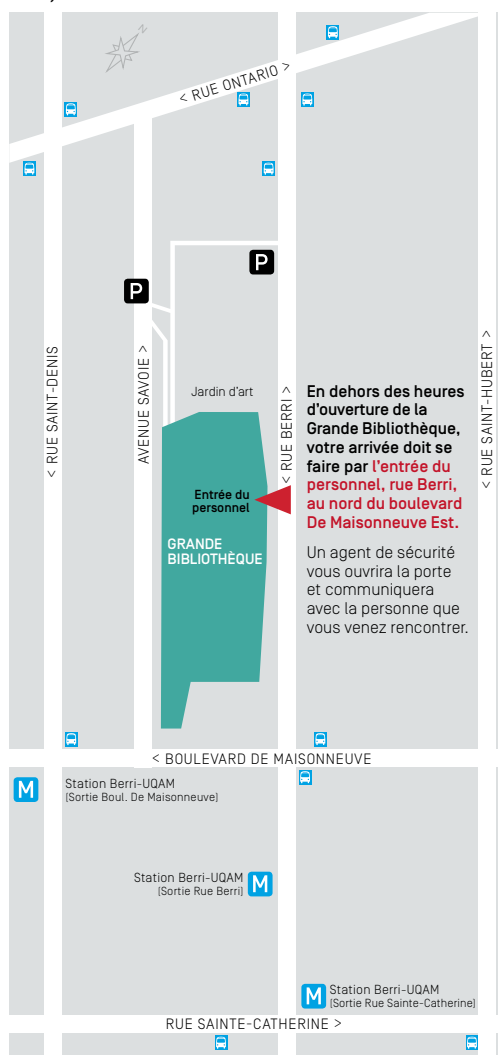 < RUE ONTARIO >
P
P
< RUE SAINT-DENIS
AVENUE SAVOIE >
Jardin d'art
< RUE BERRI >
< RUE SAINT-HUBERT >
En dehors des heures
d'ouverture de la
Grande Bibliothèque,
votre arrivée doit se
faire par l'entrée du
personnel, rue Berri,
au nord du boulevard
De Maisonneuve Est.
Un agent de sécurité
vous ouvrira la porte
et communiquera
avec la personne que
vous venez rencontrer.
Entrée du
personnel
GRANDE
BIBLIOTHÈQUE
< BOULEVARD DE MAISONNEUVE
M
Station Berri-UQAM
(Sortie Boul. De Maisonneuve)
Station Berri-UQAM
(Sortie Rue Berri)
M
M
Station Berri-UQAM
(Sortie Rue Sainte-Catherine)
RUE SAINTE-CATHERINE >